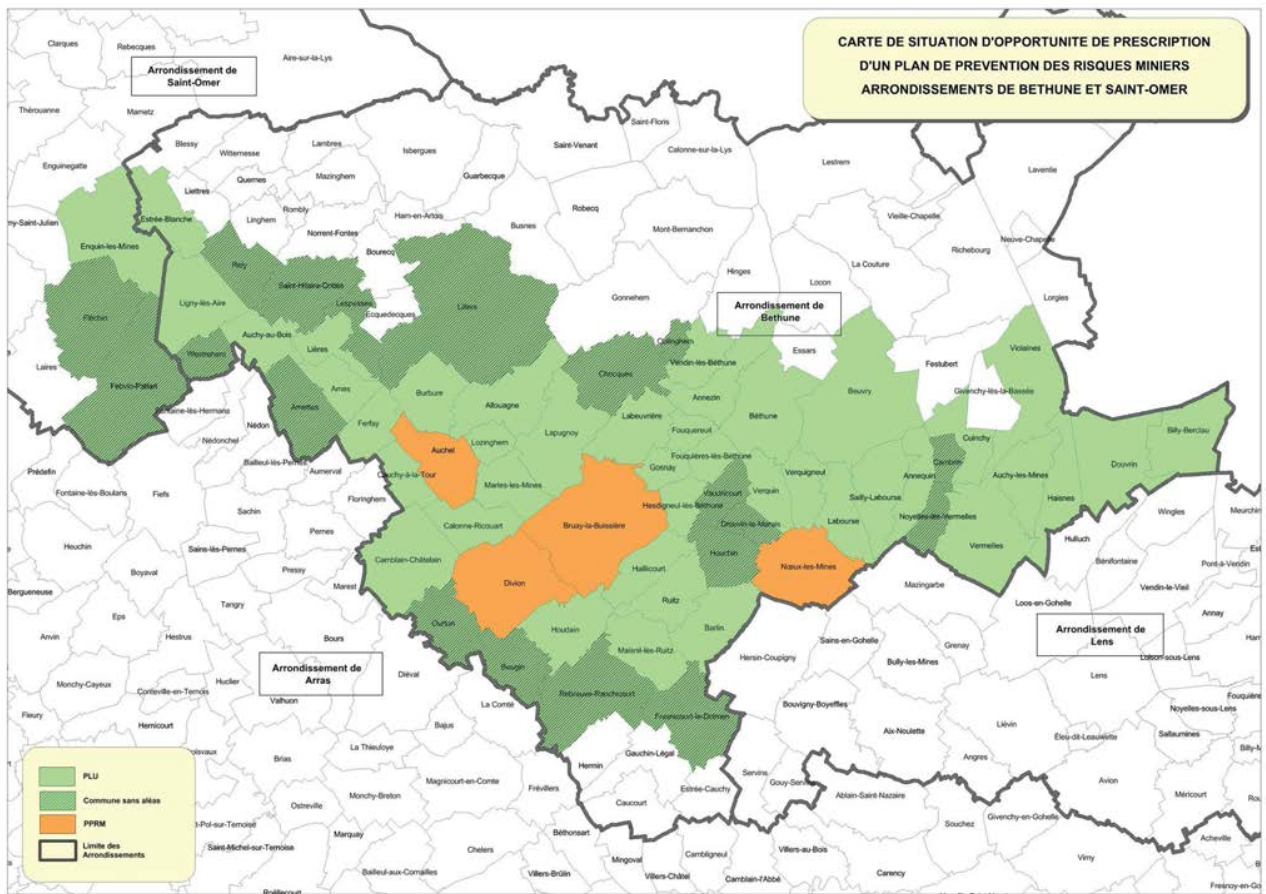 CARTE DE SITUATION D'OPPORTUNITE DE PRESCRIPTION
D'UN PLAN DE PREVENTION DES RISQUES MINIERS
ARRONDISSEMENTS DE BETHUNE ET SAINT-OMER
Clarques
Rebecques
Aire-sur-la-Lys
Arrondissement de
Saint-Omer
Thérouanne
Mametz
Saint-Floris
Blessy
Lambres
Saint-Venant
Calonne-sur-la-Lys
Witternesse
Isbergues
Lestrem
Enguinegatte
Laventie
Quernes
Mazinghem
Guarbecque
Liettres
Rombly
Robecq
Vieille-Chapelle
Ham-en-Artois
Linghem
Norrent-Fontes
Busnes
Mont-Bernanchon
Estrée-Blanche
Neuve-Chapelle
Richebourg
Enquin-les-Mines
Bourecq
Rely
La Couture
Hinges
Locon
Saint-Hilaire-Cottes
Gonnehem
Lorgies
Ligny-lès-Aire
Lespesses
Lillers
Arrondissement de
Bethune
Fléchin
Ecquedecques
Auchy-au-Bois
Oblinghem
Violaines
Lières
Essars
Westrehem
Vendin-lès-Béthune
Festubert
Laires
Chocques
Febvin-Palfart
Ames
Beuvry
Givenchy-lès-la-Bassée
Burbure
Annezin
Amettes
Allouagne
Fontaine-lès-Hermans
Labeuvrière
Béthune
Nédon
Ferfay
Lapugnoy
Fouquereuil
Billy-Berclau
Nédonchel
Lozinghem
Cuinchy
Auchel
Fouquières-lès-Béthune
Douvrin
Bailleul-lès-Pernes
Cambrin
Prédefin
Aumerval
Gosnay
Verquigneul
Annequin
Auchy-les-Mines
Cauchy-à-la-Tour
Marles-les-Mines
Fontaine-lès-Boulans
Fiefs
Vaudricourt
Verquin
Floringhem
Sailly-Labourse
Haisnes
Hesdigneul-lès-Béthune
Sachin
Wingles
Meurchin
Noyelles-lès-Vermelles
Drouvin-le-Marais
Labourse
Calonne-Ricouart
Bruay-la-Buissière
Pernes
Hulluch
Heuchin
Sains-lès-Pernes
Houchin
Vermelles
Camblain-Châtelain
Bénifontaine
Pont-à-Vendin
Nœux-les-Mines
Haillicourt
Boyaval
Pressy
Bergueneuse
Divion
Mazingarbe
Marest
Vendin-le-Vieil
Tangry
Ruitz
Loos-en-Gohelle
Eps
Annay
Ourton
Anvin
Hestrus
Bours
Houdain
Barlin
Arrondissement de
Lens
Sains-en-Gohelle
Grenay
Maisnil-lès-Ruitz
Hersin-Coupigny
Arrondissement de
Arras
Loison-sous-Lens
Bully-les-Mines
Beugin
Diéval
Lens
Monchy-Cayeux
Huclier
Conteville-en-Ternois
Rebreuve-Ranchicourt
Valhuon
Bouvigny-Boyeffles
La Comté
Noyelles-sous-Lens
Fresnicourt-le-Dolmen
Fleury
Liévin
Hernicourt
Bajus
Aix-Noulette
Sallaumines
Éleu-dit-Leauwette
La Thieuloye
Gauchin-Légal
Angres
Brias
Hermin
Servins
Avion
Magnicourt-en-Comte
Gouy-Servins
Frévillers
Estrée-Cauchy
Monchy-Breton
Méricourt
Ablain-Saint-Nazaire
Ostreville
Caucourt
Givenchy-en-Gohelle
Souchez
Marquay
Béthonsart
Acheville
Saint-Michel-sur-Ternoise
Chelers
Cambligneul
Villers-au-Bois
Mingoval
Vimy
Bailleul-aux-Cornailles
Villers-Brûlin
Villers-Châtel
Camblain-l'Abbé
Carency
PLU
Commune sans aléas
PPRM
Limite des
Arrondissements